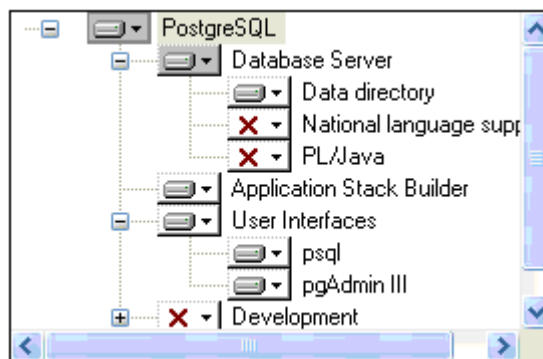 PostgreSQL
Database Server
Data directory
National language supp
PL/Java
Application Stack Builder
User Interfaces
psql
pgAdmin III
Development